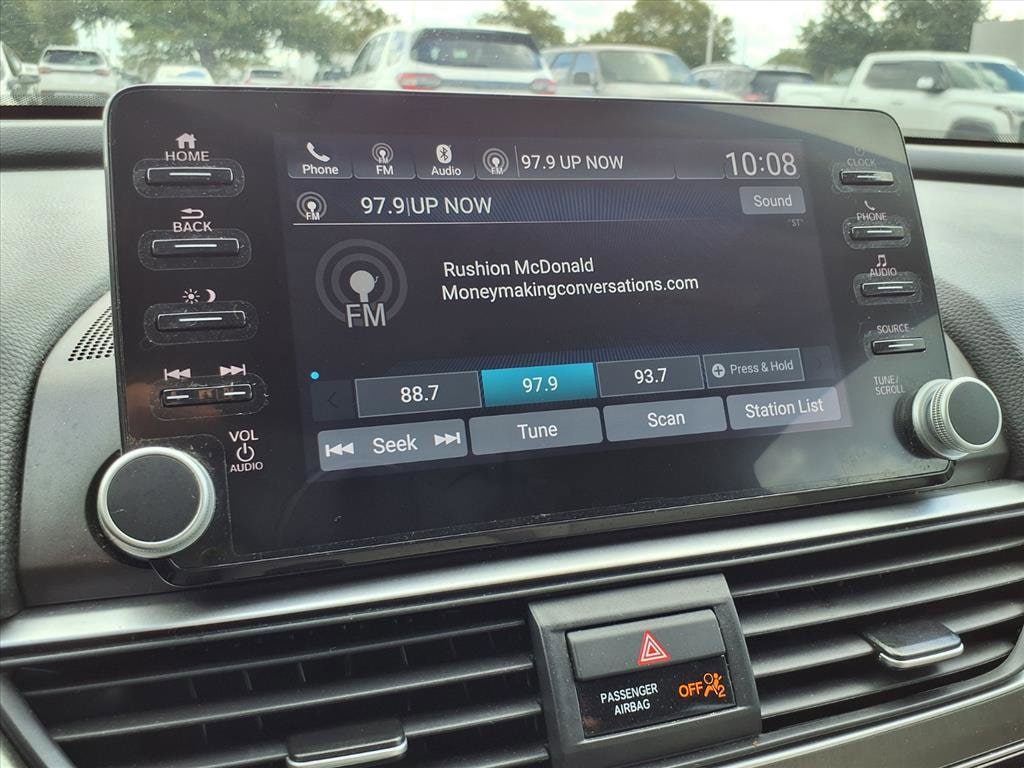 HOME
BACK
VOL
AUDIO
Phone
FM
FM
Audio
FM
97.9 UP NOW
10:08
FM
97.9|UP NOW
Sound
"ST"
FM
Rushion McDonald
Moneymakingconversations.com
88.7
97.9
93.7
Press & Hold
Seek
Tune
Scan
Station List
CLOCK
PHONE
AUDIO
SOURCE
TUNE/
SCROLL
PASSENGER
AIRBAG
OFF
2